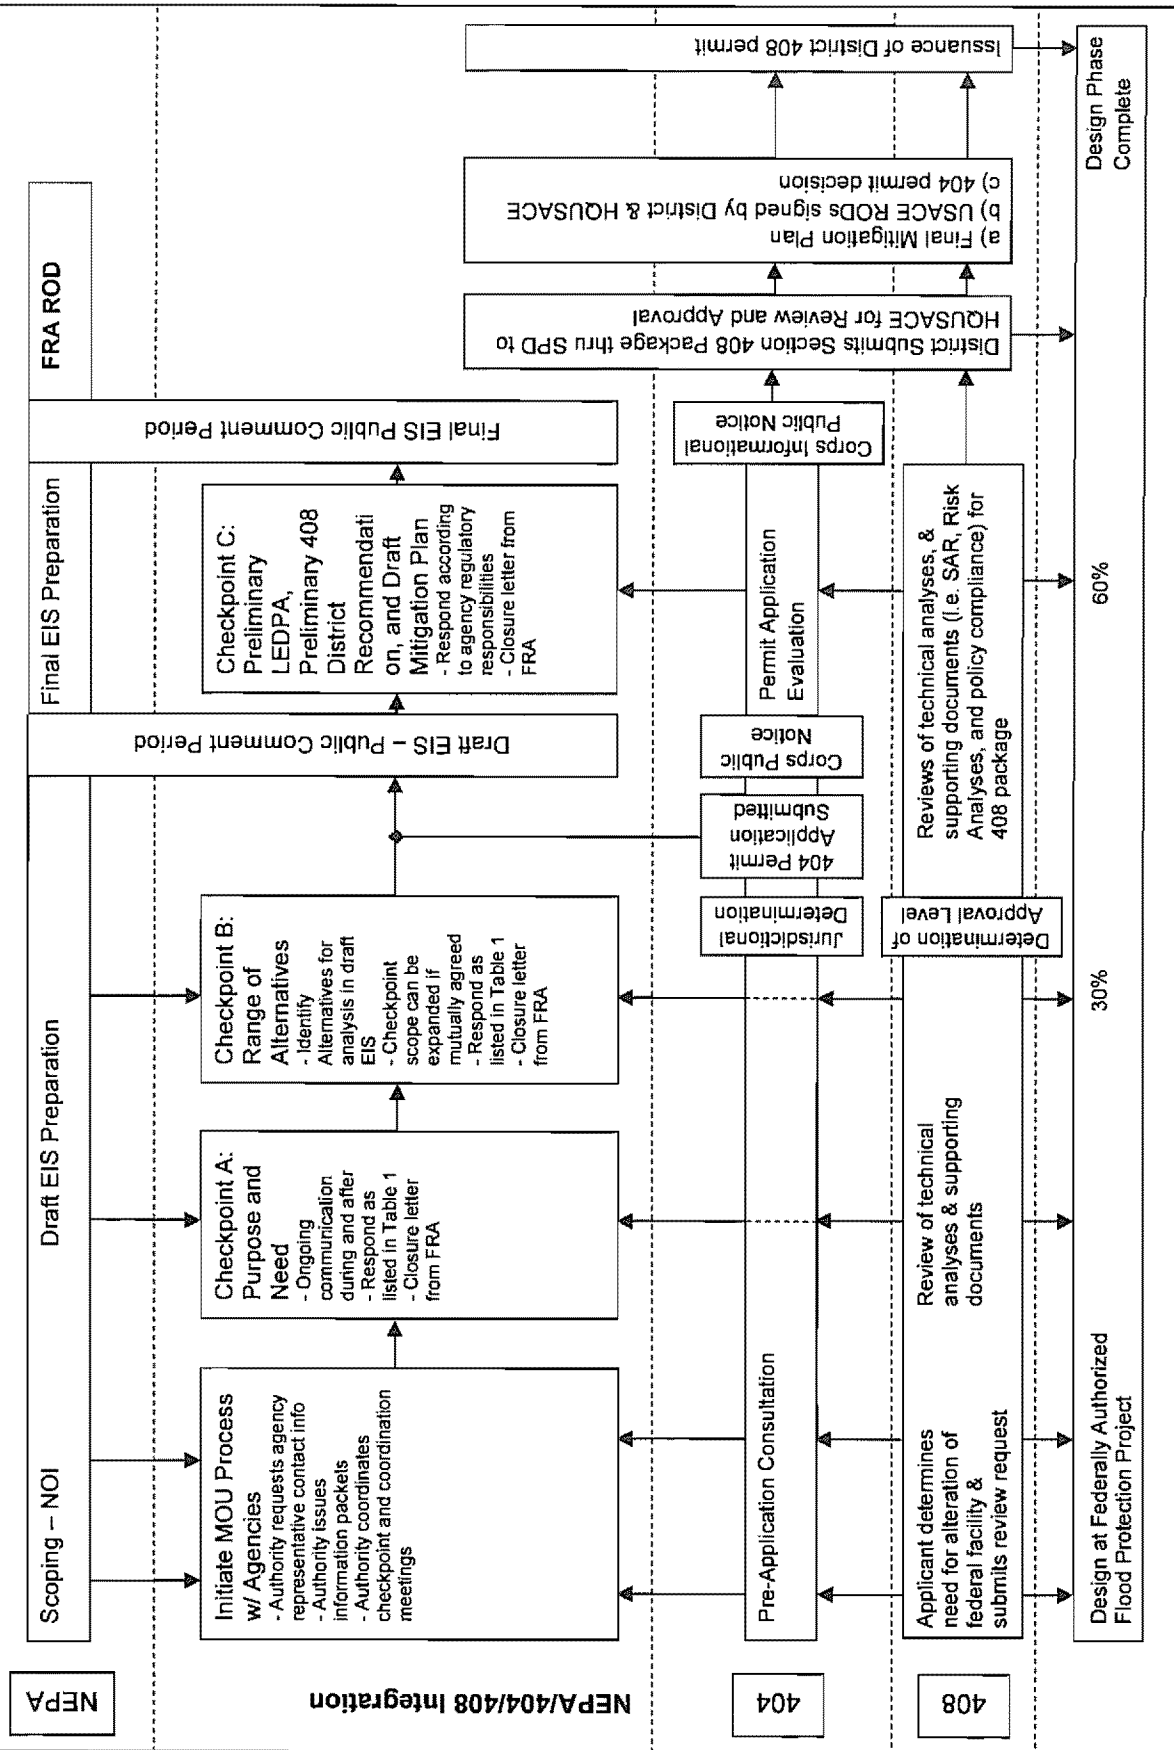 NEPA
Scoping – NOI
Draft EIS Preparation
Final EIS Preparation
FRA ROD
NEPA/404/408 Integration
Initiate MOU Process
w/ Agencies
- Authority requests agency
representative contact info
- Authority issues
information packets
- Authority coordinates
checkpoint and coordination
meetings
Checkpoint A:
Purpose and
Need
- Ongoing
communication
during and after
- Respond as
listed in Table 1
- Closure letter
from FRA
Checkpoint B:
Range of
Alternatives
- Identify
Alternatives for
analysis in draft
EIS
- Checkpoint
scope can be
expanded if
mutually agreed
- Respond as
listed in Table 1
- Closure letter
from FRA
Draft EIS – Public Comment Period
Checkpoint C:
Preliminary
LEDPA,
Preliminary 408
District
Recommendati
on, and Draft
Mitigation Plan
- Respond according
to agency regulatory
responsibilities
- Closure letter from
FRA
Final EIS Public Comment Period
404
Pre-Application Consultation
Jurisdictional
Determination
404 Permit
Application
Submitted
Corps Public
Notice
Permit Application
Evaluation
Corps Informational
Public Notice
District Submits Section 408 Package thru SPD to
HQUSACE for Review and Approval
a) Final Mitigation Plan
b) USACE RODs signed by District & HQUSACE
c) 404 permit decision
Issuance of District 408 permit
408
Applicant determines
need for alteration of
federal facility &
submits review request
Review of technical
analyses & supporting
documents
Determination of
Approval Level
Reviews of technical analyses, &
supporting documents (I.e. SAR, Risk
Analyses, and policy compliance) for
408 package
Design at Federally Authorized
Flood Protection Project
30%
60%
Design Phase
Complete